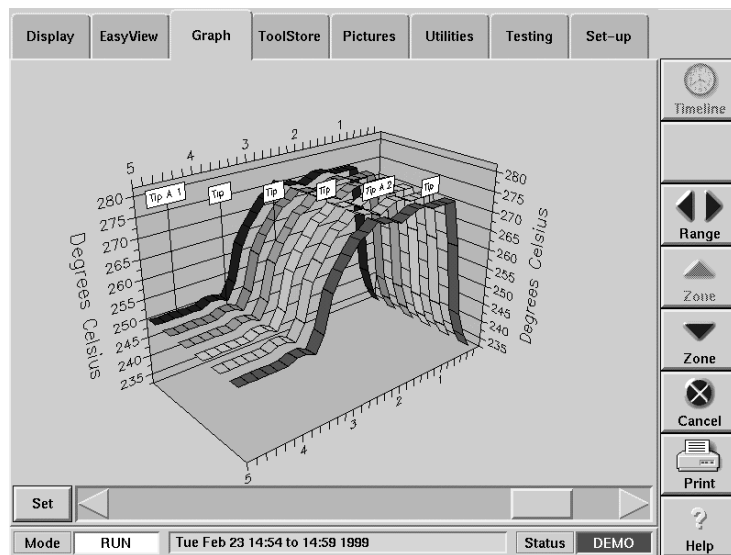 Display EasyView Graph ToolStore Pictures Utilities Testing Set-up
Timeline
Range
Zone
Zone
Cancel
Print
Help
5 4 3 2 1
280
275
270
265
260
255
250
245
240
235
Degrees Celsius
Tip A 1
Tip
Tip
Tip
Tip A 2
Tip
280
275
270
265
260
255
250
245
240
235
Degrees Celsius
5 4 3 2 1
Set
Mode RUN Tue Feb 23 14:54 to 14:59 1999 Status DEMO